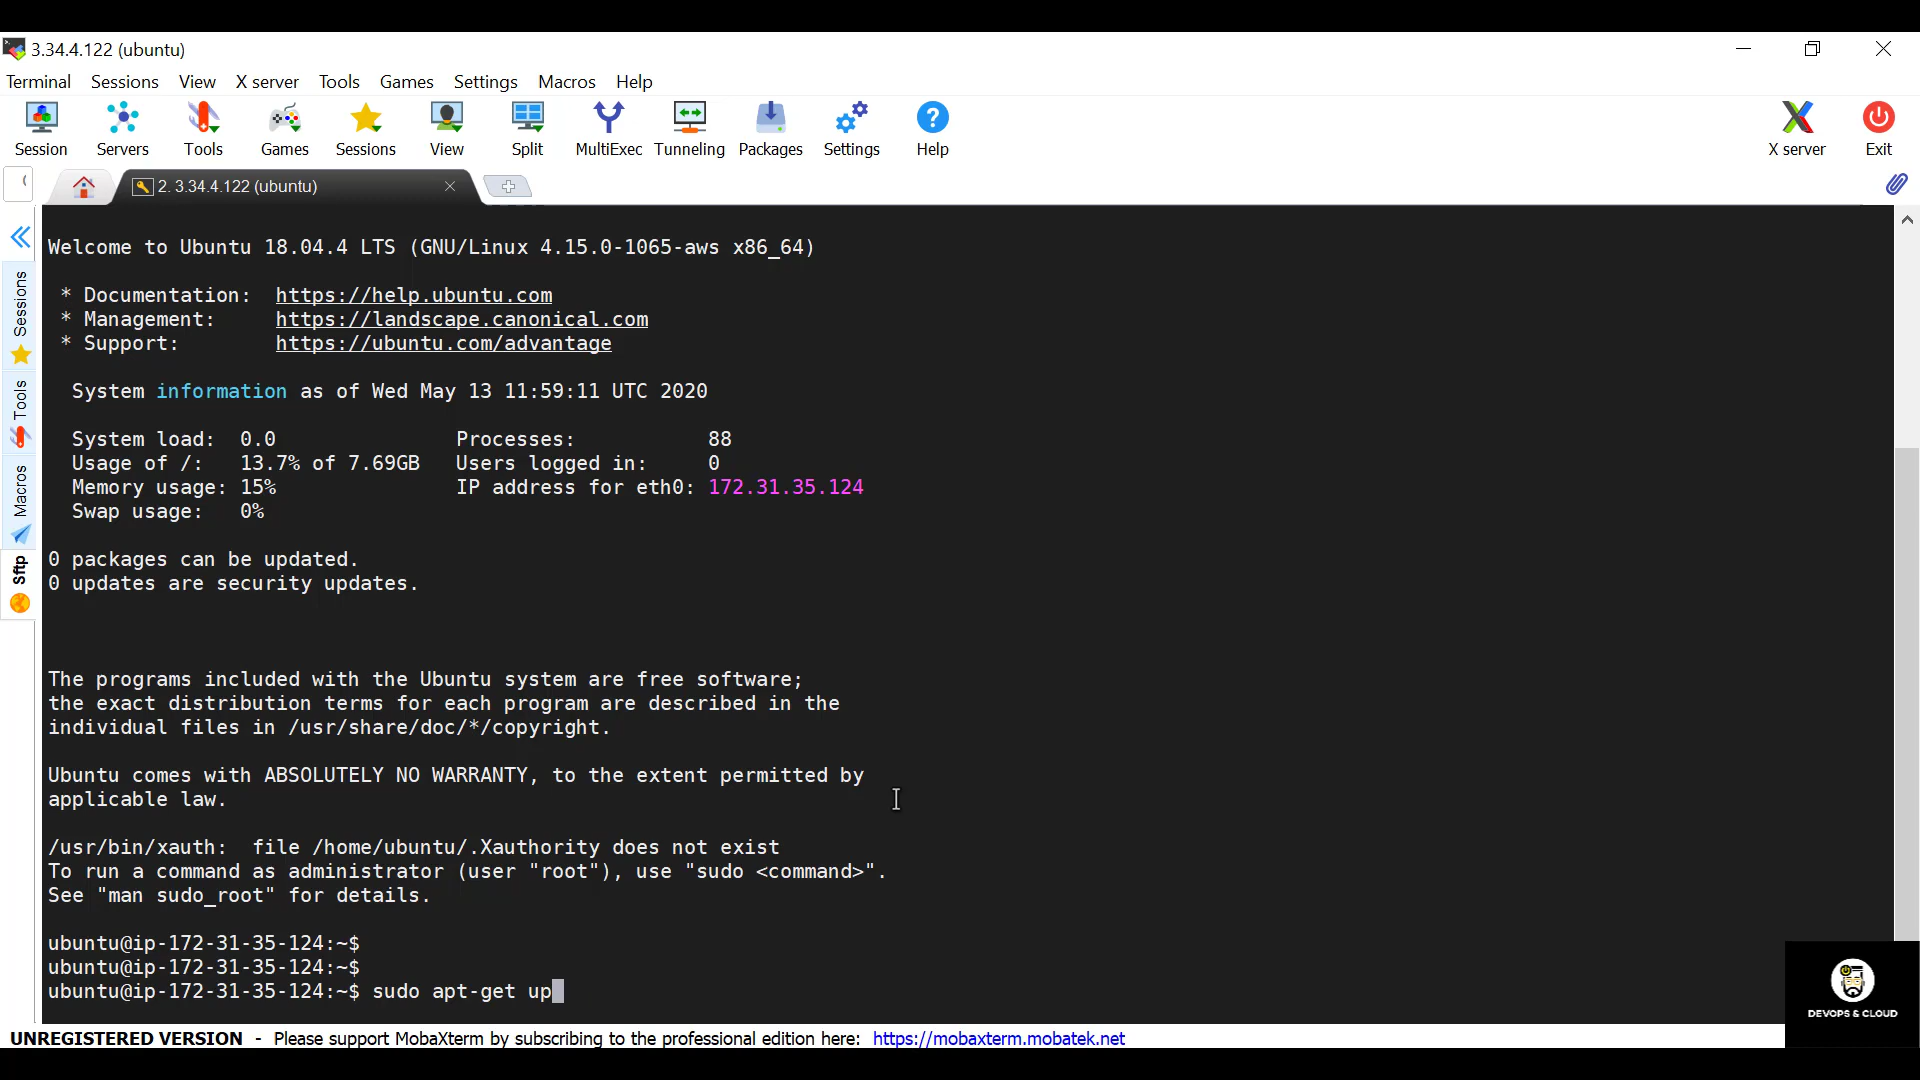 3.34.4.122 (ubuntu)
Terminal Sessions View X server Tools Games Settings Macros Help
Session Servers Tools Games Sessions View Split MultiExec Tunneling Packages Settings Help X server Exit
2. 3.34.4.122 (ubuntu)
Sessions
Tools
Macros
Sftp
Welcome to Ubuntu 18.04.4 LTS (GNU/Linux 4.15.0-1065-aws x86_64)
* Documentation: https://help.ubuntu.com
* Management: https://landscape.canonical.com
* Support: https://ubuntu.com/advantage
System information as of Wed May 13 11:59:11 UTC 2020
System load: 0.0 Processes: 88
Usage of /: 13.7% of 7.69GB Users logged in: 0
Memory usage: 15% IP address for eth0: 172.31.35.124
Swap usage: 0%
0 packages can be updated.
0 updates are security updates.
The programs included with the Ubuntu system are free software;
the exact distribution terms for each program are described in the
individual files in /usr/share/doc/*/copyright.
Ubuntu comes with ABSOLUTELY NO WARRANTY, to the extent permitted by
applicable law.
/usr/bin/xauth: file /home/ubuntu/.Xauthority does not exist
To run a command as administrator (user "root"), use "sudo <command>".
See "man sudo_root" for details.
ubuntu@ip-172-31-35-124:~$
ubuntu@ip-172-31-35-124:~$
ubuntu@ip-172-31-35-124:~$ sudo apt-get up
DEVOPS & CLOUD
UNREGISTERED VERSION - Please support MobaXterm by subscribing to the professional edition here: https://mobaxterm.mobatek.net